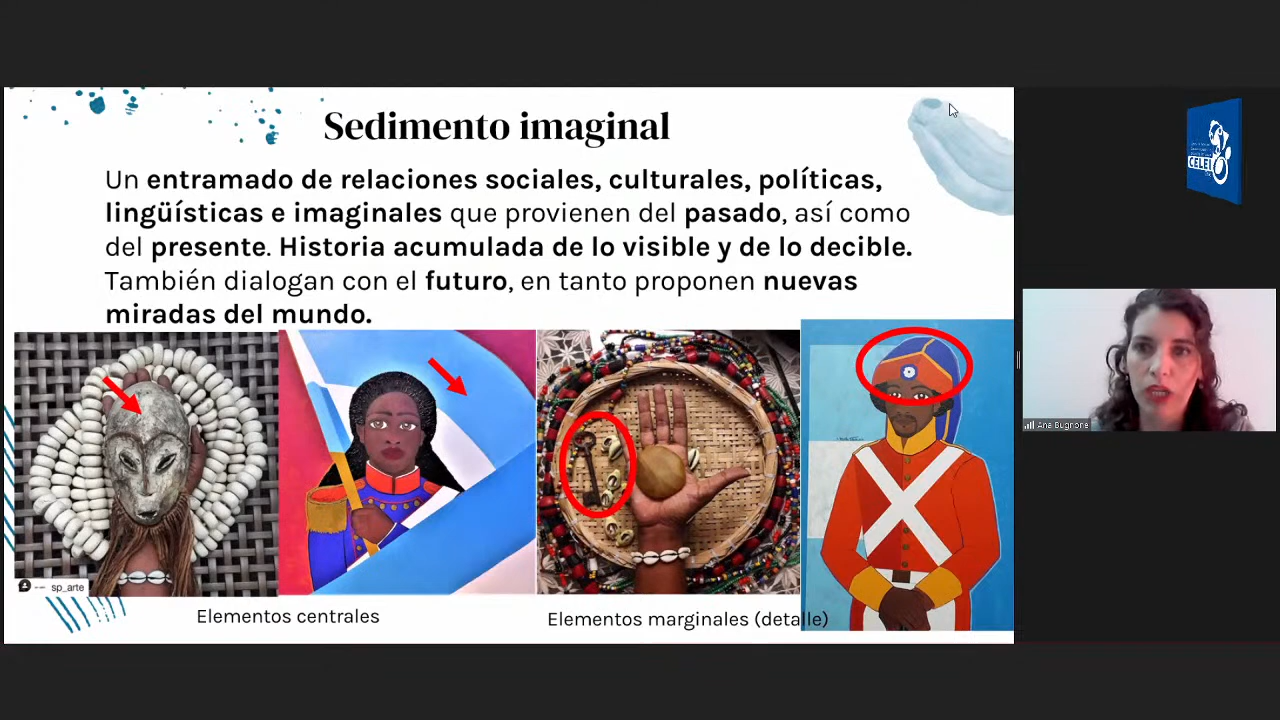 Sedimento imaginal
Un entramado de relaciones sociales, culturales, políticas,
lingüísticas e imaginales que provienen del pasado, así como
del presente. Historia acumulada de lo visible y de lo decible.
También dialogan con el futuro, en tanto proponen nuevas
miradas del mundo.
sp_arte
Elementos centrales
Elementos marginales (detalle)
CELEI
Ana Bugnone